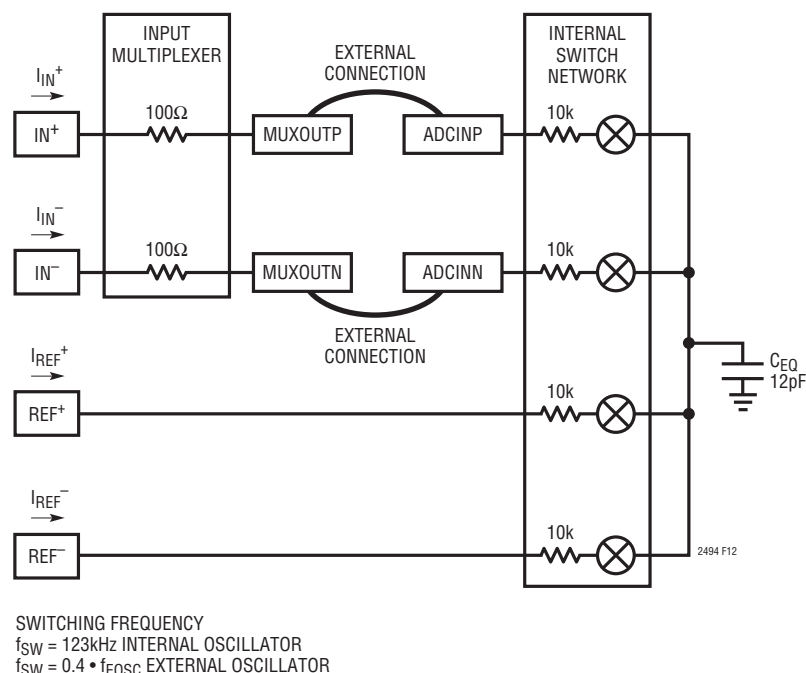 INPUT
MULTIPLEXER
INTERNAL
SWITCH
NETWORK
EXTERNAL
CONNECTION
IIN+
100Ω
10k
IN+
MUXOUTP
ADCINP
IIN–
100Ω
10k
IN–
MUXOUTN
ADCINN
EXTERNAL
CONNECTION
IREF+
10k
CEQ
12pF
REF+
IREF–
10k
REF–
2494 F12
SWITCHING FREQUENCY
fSW = 123kHz INTERNAL OSCILLATOR
fSW = 0.4 • fEOSC EXTERNAL OSCILLATOR